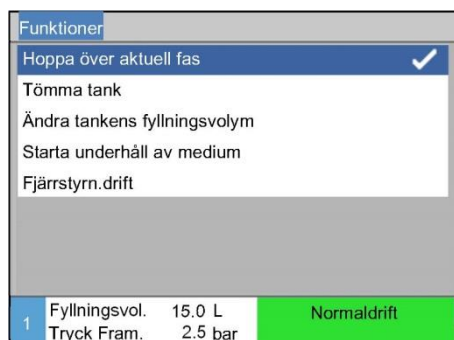 Funktioner
Hoppa över aktuell fas
Tömma tank
Ändra tankens fyllningsvolym
Starta underhåll av medium
Fjärrstyrn.drift
1
Fyllningsvol. 15.0 L
Tryck Fram. 2.5 bar
Normaldrift